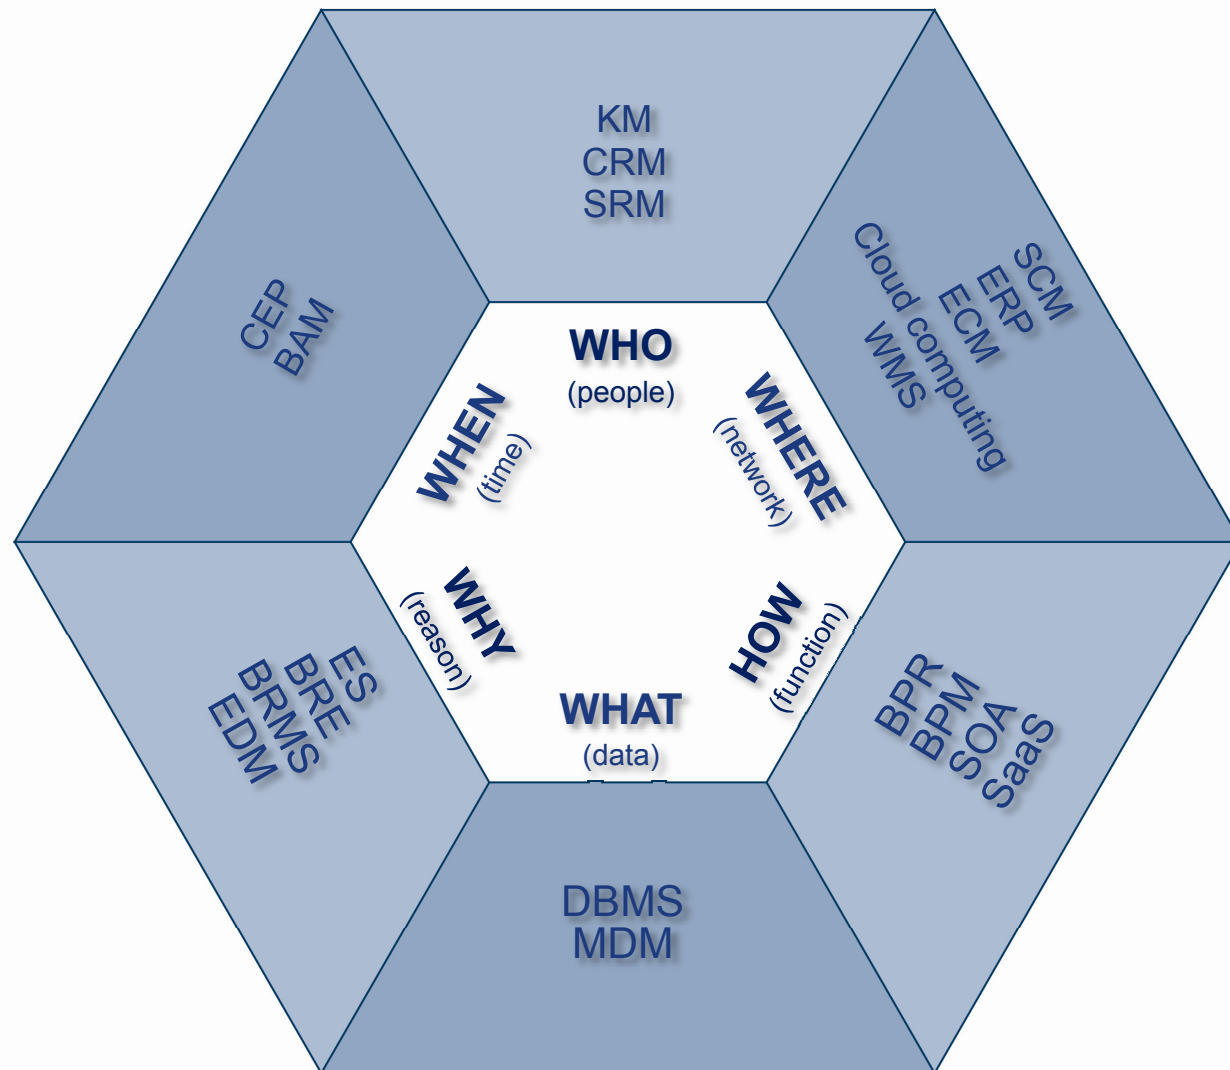 KM
CRM
SRM
SCM
ERP
ECM
Cloud computing
WMS
CEP
BAM
WHO
(people)
WHEN
(time)
WHERE
(network)
WHY
(reason)
HOW
(function)
WHAT
(data)
ES
BRE
BRMS
EDM
BPR
BPM
SOA
SaaS
DBMS
MDM